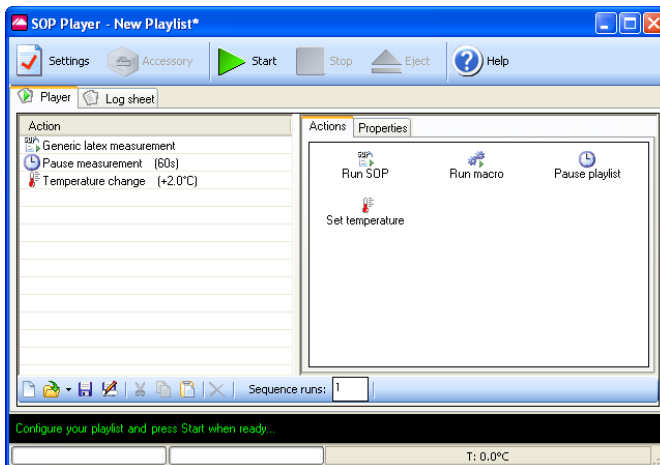 SOP Player - New Playlist*
Settings Accessory Start Stop Eject Help
Player Log sheet
Action
Generic latex measurement
Pause measurement (60s)
Temperature change (+2.0°C)
Actions Properties
Run SOP Run macro Pause playlist
Set temperature
Sequence runs: 1
Configure your playlist and press Start when ready...
T: 0.0°C